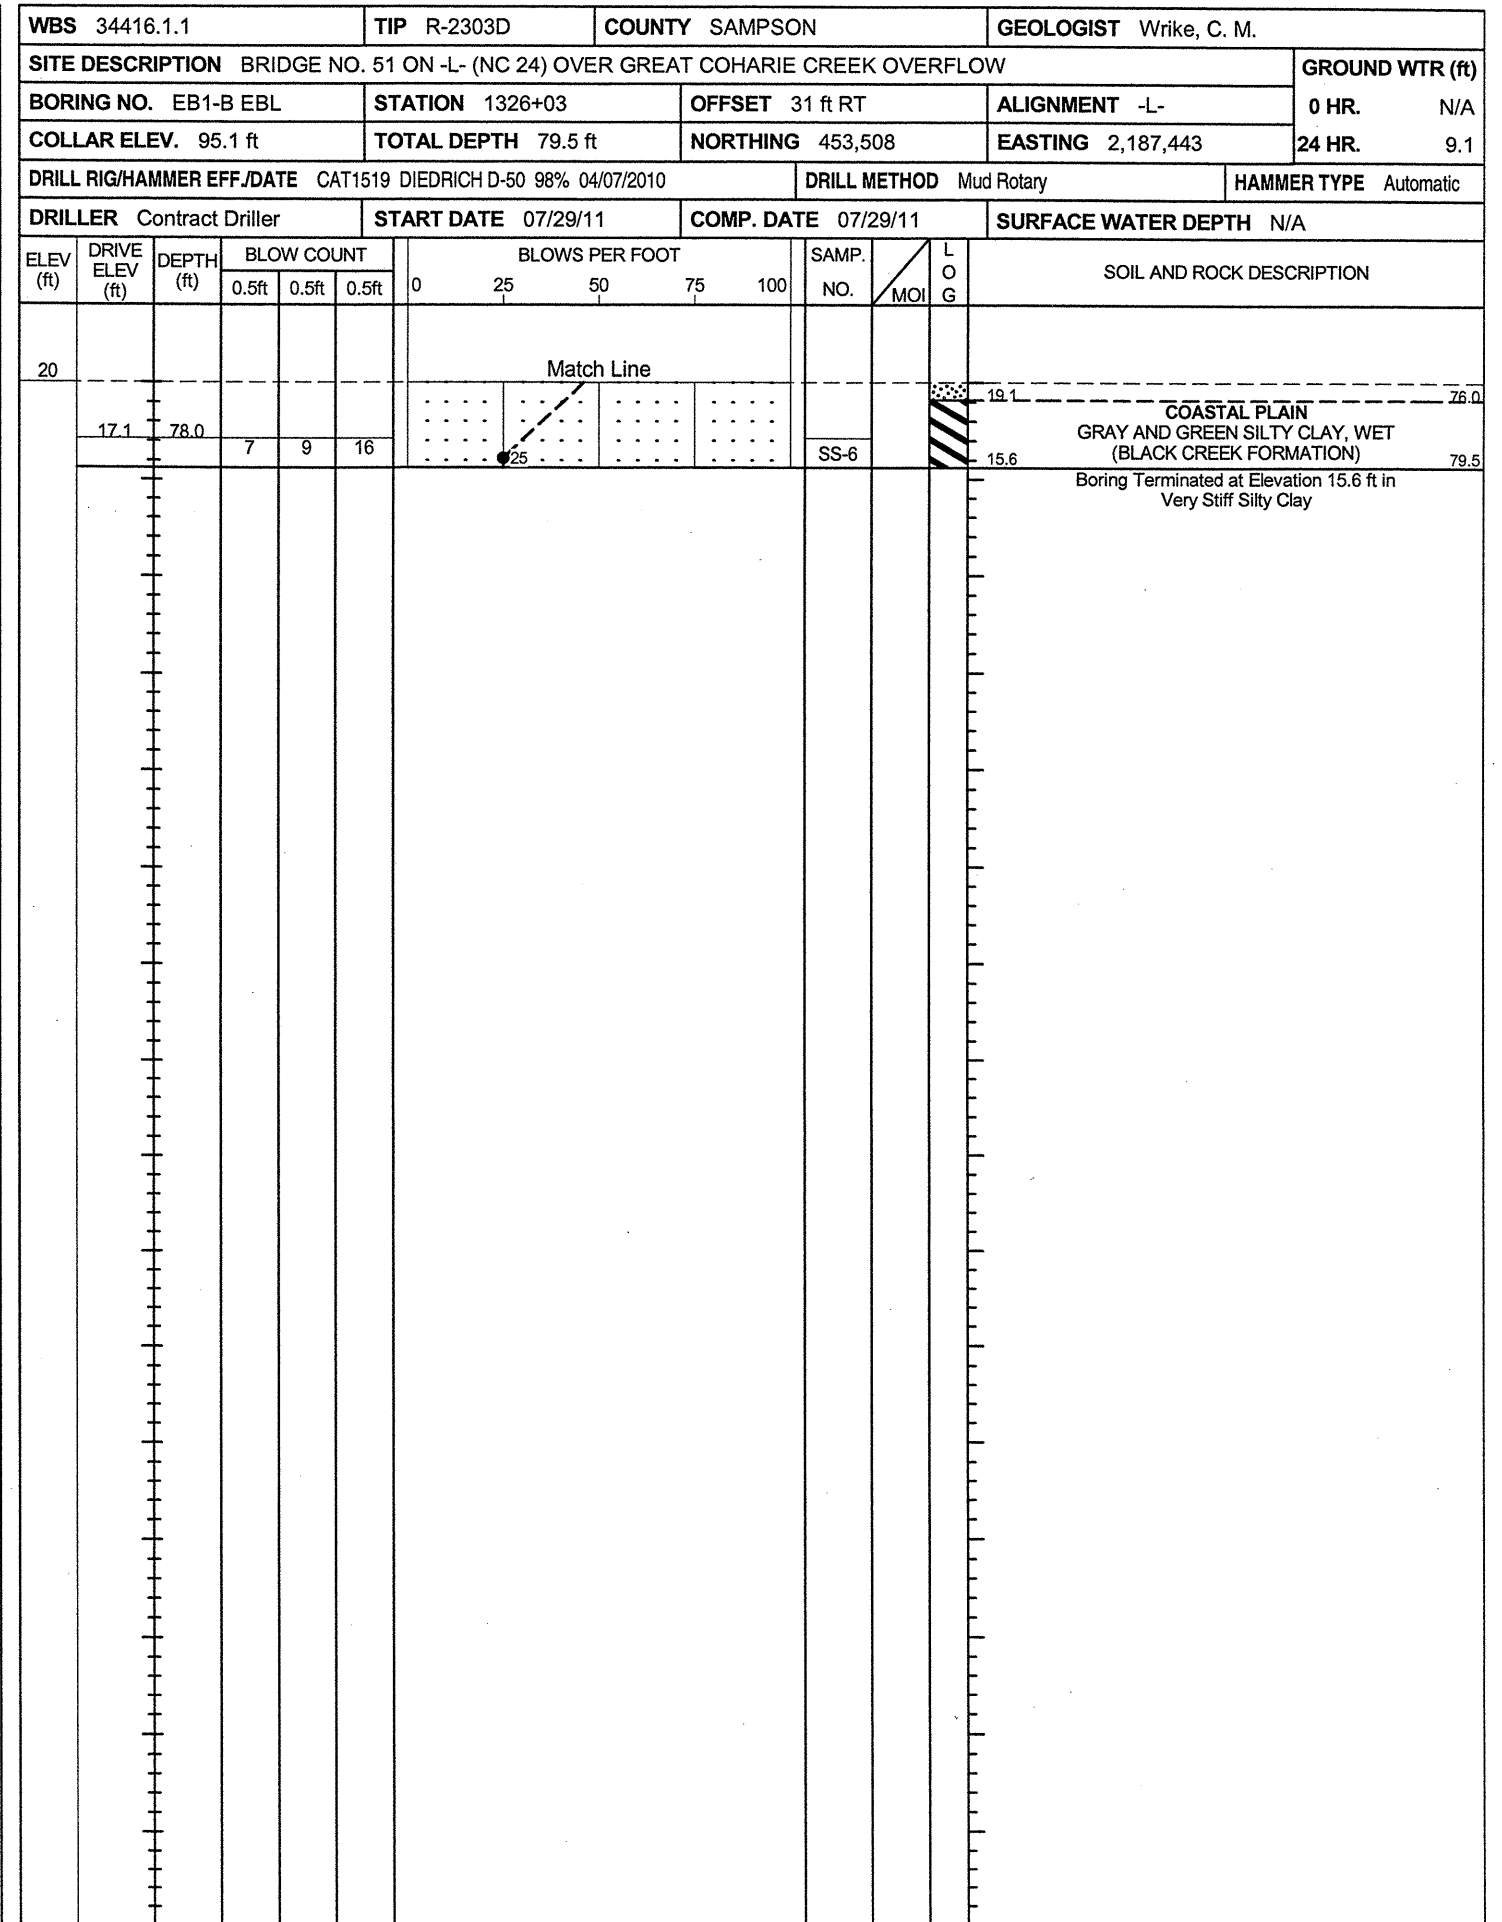 WBS 34416.1.1 TIP R-2303D COUNTY SAMPSON GEOLOGIST Wrike, C. M.
SITE DESCRIPTION BRIDGE NO. 51 ON -L- (NC 24) OVER GREAT COHARIE CREEK OVERFLOW GROUND WTR (ft)
BORING NO. EB1-B EBL STATION 1326+03 OFFSET 31 ft RT ALIGNMENT -L- 0 HR. N/A
COLLAR ELEV. 95.1 ft TOTAL DEPTH 79.5 ft NORTHING 453,508 EASTING 2,187,443 24 HR. 9.1
DRILL RIG/HAMMER EFF./DATE CAT1519 DIEDRICH D-50 98% 04/07/2010 DRILL METHOD Mud Rotary HAMMER TYPE Automatic
DRILLER Contract Driller START DATE 07/29/11 COMP. DATE 07/29/11 SURFACE WATER DEPTH N/A
ELEV (ft) DRIVE ELEV (ft) DEPTH (ft) BLOW COUNT BLOWS PER FOOT SAMP. NO. MOI LOG SOIL AND ROCK DESCRIPTION
0.5ft 0.5ft 0.5ft 0 25 50 75 100
20 Match Line
19.1 76.0
COASTAL PLAIN
17.1 78.0 GRAY AND GREEN SILTY CLAY, WET
7 9 16 25 SS-6 (BLACK CREEK FORMATION)
15.6 79.5
Boring Terminated at Elevation 15.6 ft in
Very Stiff Silty Clay